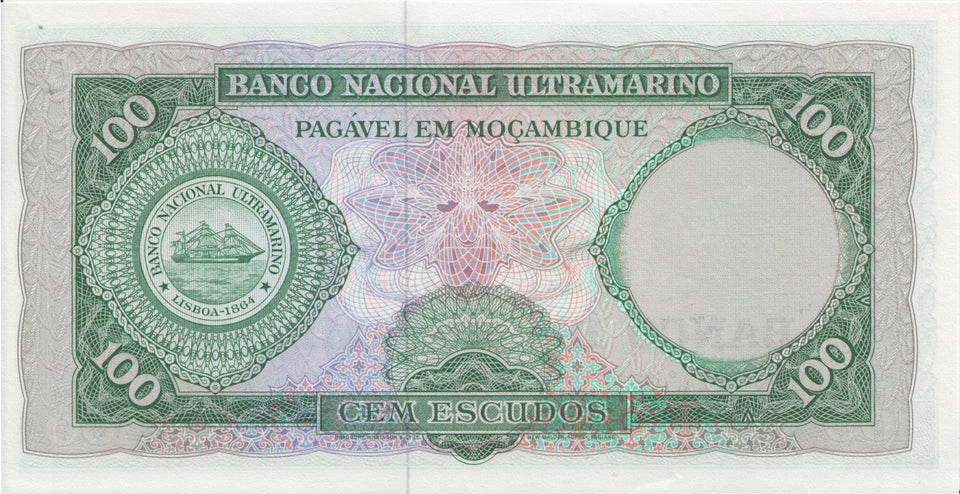 BANCO NACIONAL ULTRAMARINO
PAGÁVEL EM MOÇAMBIQUE
100
100
BANCO NACIONAL ULTRAMARINO
LISBOA-1864
100
100
CEM ESCUDOS